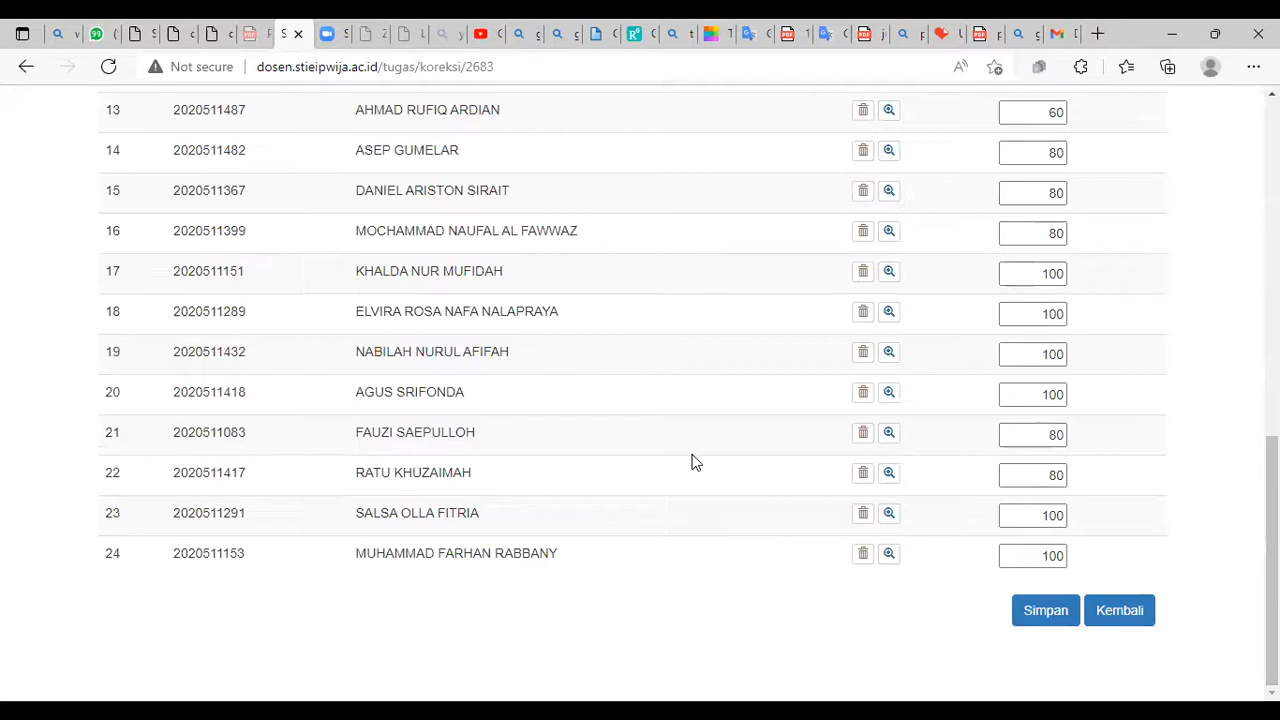 Not secure
dosen.stieipwija.ac.id/tugas/koreksi/2683
13 2020511487 AHMAD RUFIQ ARDIAN 60
14 2020511482 ASEP GUMELAR 80
15 2020511367 DANIEL ARISTON SIRAIT 80
16 2020511399 MOCHAMMAD NAUFAL AL FAWWAZ 80
17 2020511151 KHALDA NUR MUFIDAH 100
18 2020511289 ELVIRA ROSA NAFA NALAPRAYA 100
19 2020511432 NABILAH NURUL AFIFAH 100
20 2020511418 AGUS SRIFONDA 100
21 2020511083 FAUZI SAEPULLOH 80
22 2020511417 RATU KHUZAIMAH 80
23 2020511291 SALSA OLLA FITRIA 100
24 2020511153 MUHAMMAD FARHAN RABBANY 100
Simpan Kembali